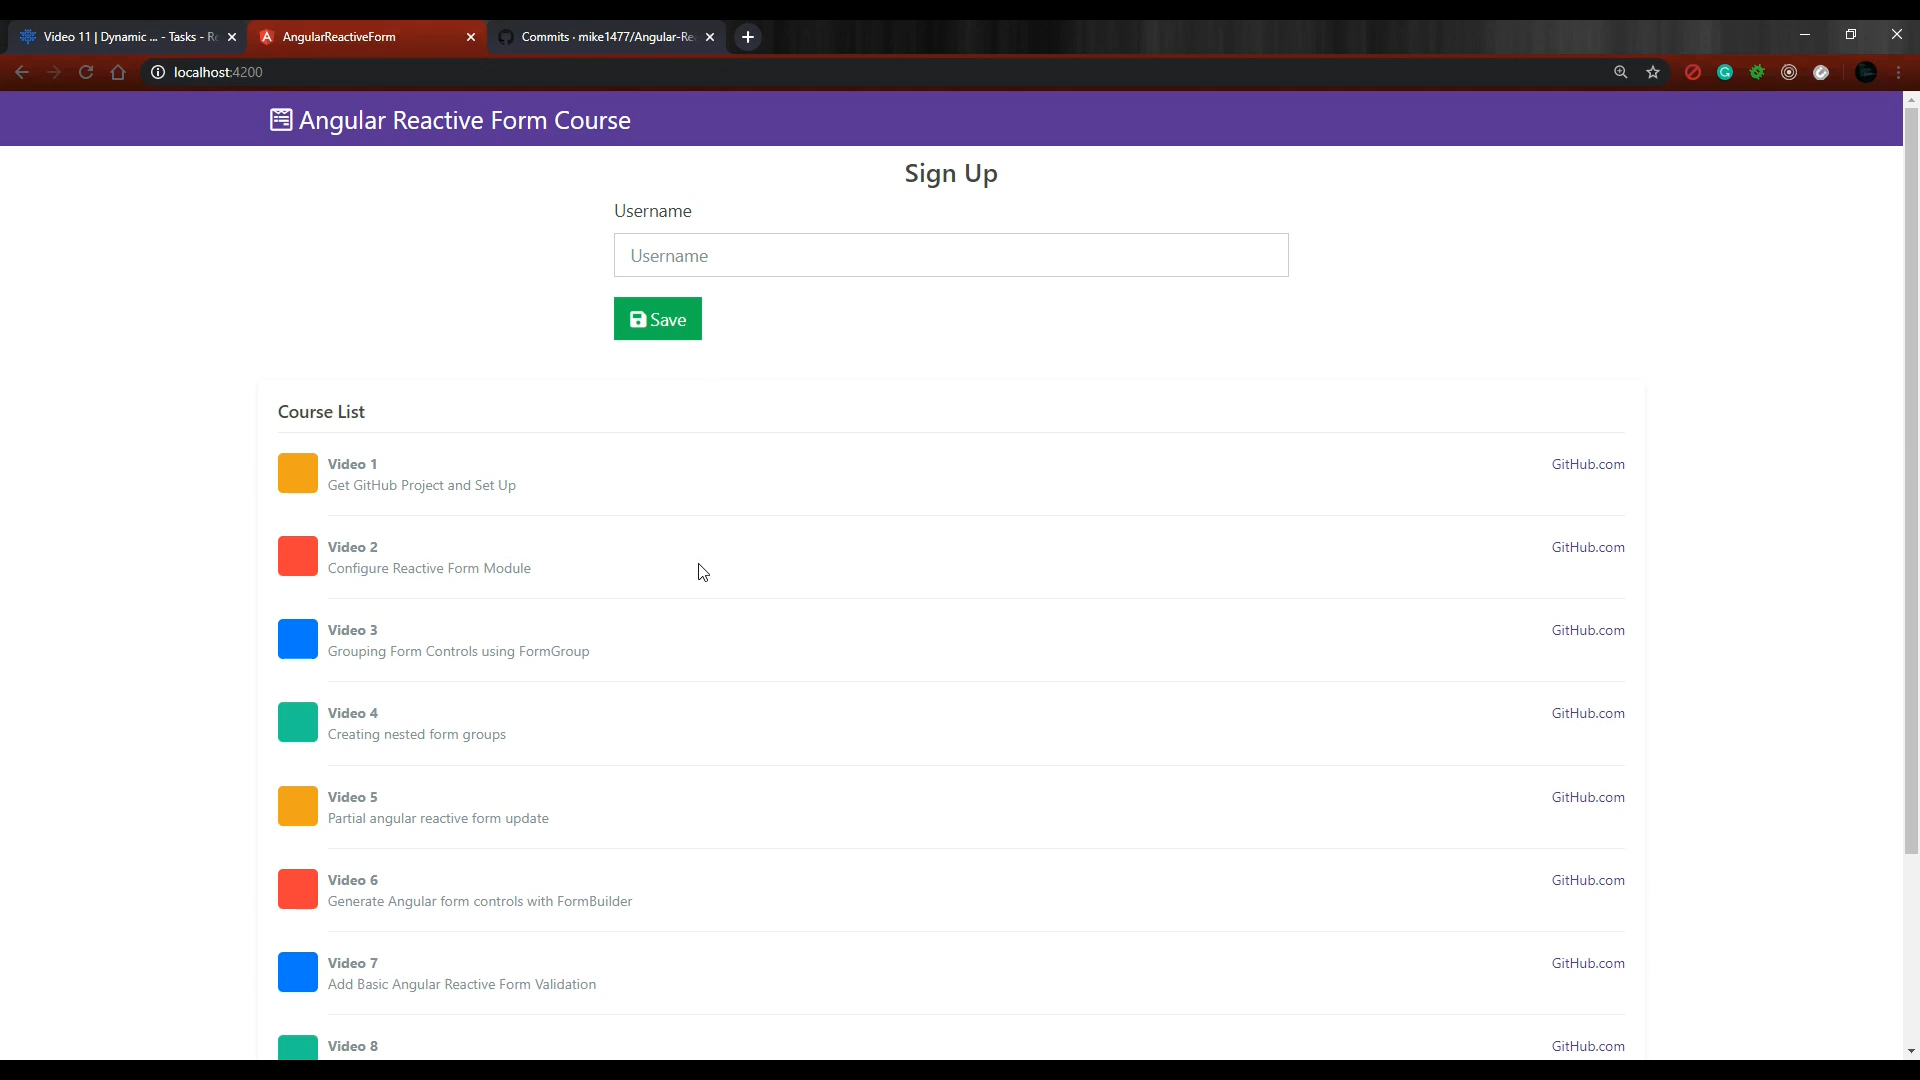 Video 11 | Dynamic ... - Tasks - Re
AngularReactiveForm
Commits · mike1477/Angular-Re
localhost:4200
Angular Reactive Form Course
Sign Up
Username
Username
Save
Course List
Video 1
GitHub.com
Get GitHub Project and Set Up
Video 2
GitHub.com
Configure Reactive Form Module
Video 3
GitHub.com
Grouping Form Controls using FormGroup
Video 4
GitHub.com
Creating nested form groups
Video 5
GitHub.com
Partial angular reactive form update
Video 6
GitHub.com
Generate Angular form controls with FormBuilder
Video 7
GitHub.com
Add Basic Angular Reactive Form Validation
Video 8
GitHub.com